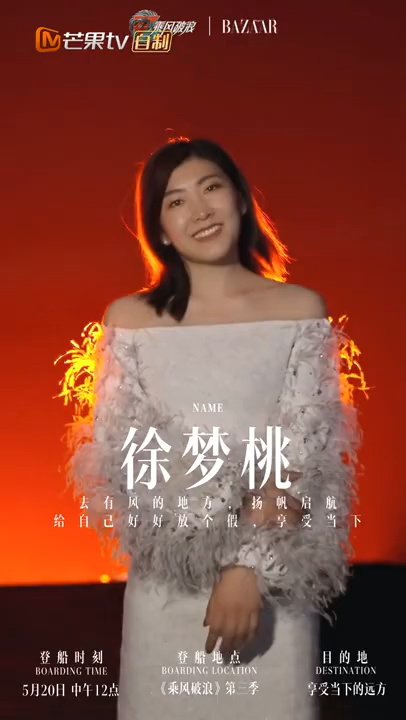 芒果tv 自制 乘风破浪 BAZAAR
NAME
徐梦桃
去有风的地方,扬帆启航
给自己好好放个假,享受当下
登船时刻 登船地点 目的地
BOARDING TIME BOARDING LOCATION DESTINATION
5月20日 中午12点 《乘风破浪》第三季 享受当下的远方